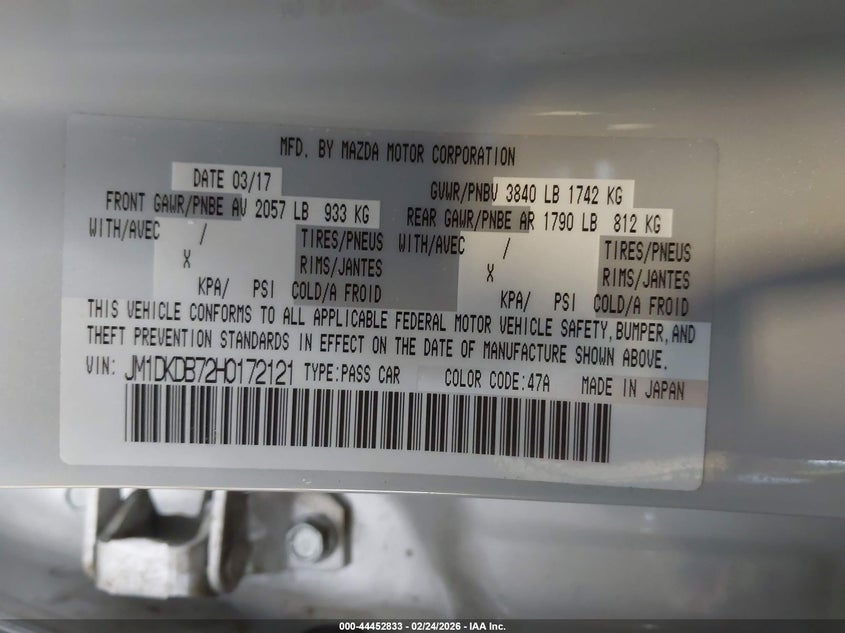 MFD. BY MAZDA MOTOR CORPORATION
DATE 03/17 GVWR/PNBV 3840 LB 1742 KG
FRONT GAWR/PNBE AV 2057 LB 933 KG REAR GAWR/PNBE AR 1790 LB 812 KG
WITH/AVEC / TIRES/PNEUS WITH/AVEC / TIRES/PNEUS
X RIMS/JANTES X RIMS/JANTES
KPA/ PSI COLD/A FROID KPA/ PSI COLD/A FROID
THIS VEHICLE CONFORMS TO ALL APPLICABLE FEDERAL MOTOR VEHICLE SAFETY, BUMPER, AND
THEFT PREVENTION STANDARDS IN EFFECT ON THE DATE OF MANUFACTURE SHOWN ABOVE.
VIN: JM1DKDB72H0172121 TYPE:PASS CAR COLOR CODE:47A MADE IN JAPAN
000-44452833 - 02/24/2026 - IAA Inc.